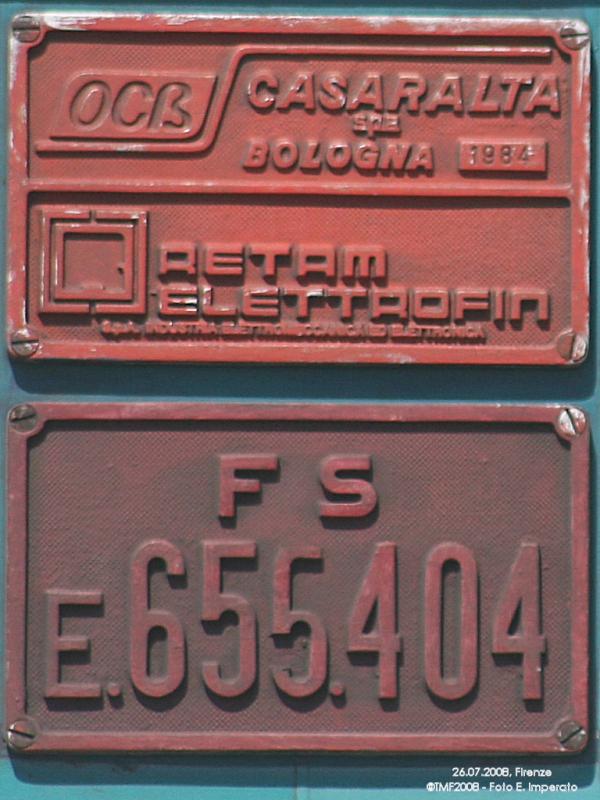 OCB CASARALTA
SPA
BOLOGNA 1984
RETAM
ELETTROFIN
S.p.A. INDUSTRIA ELETTROMECCANICA ED ELETTRONICA
F S
E.655.404
26.07.2008, Firenze
©TMF2008 - Foto E. Imperato